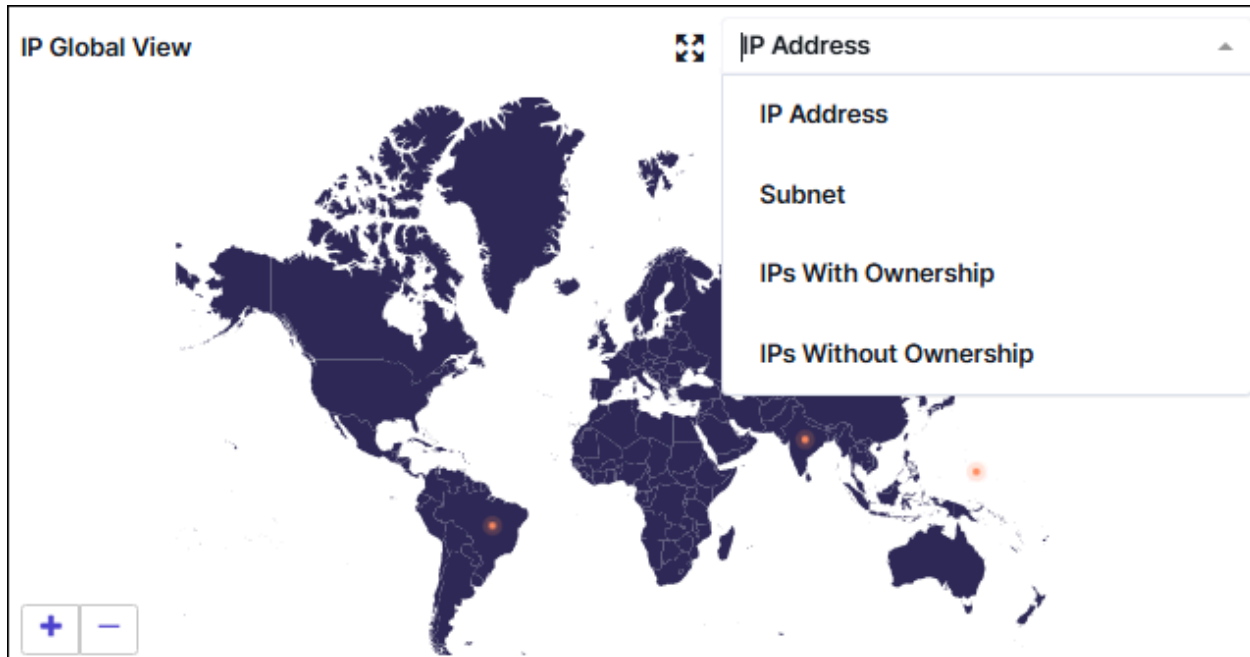 IP Global View
IP Address
IP Address
Subnet
IPs With Ownership
IPs Without Ownership